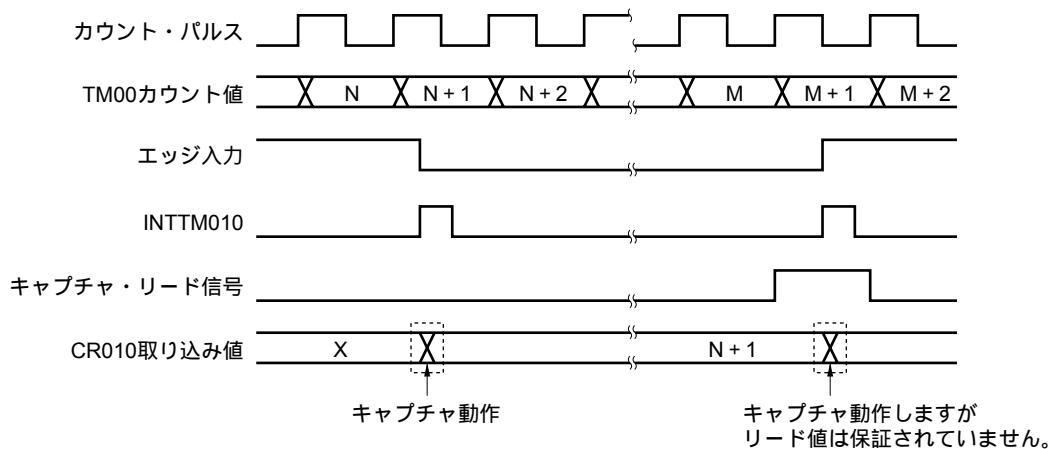 カウント・パルス
TM00カウント値 N N + 1 N + 2 M M + 1 M + 2
エッジ入力
INTTM010
キャプチャ・リード信号
CR010取り込み値 X N + 1
キャプチャ動作
キャプチャ動作しますが
リード値は保証されていません。